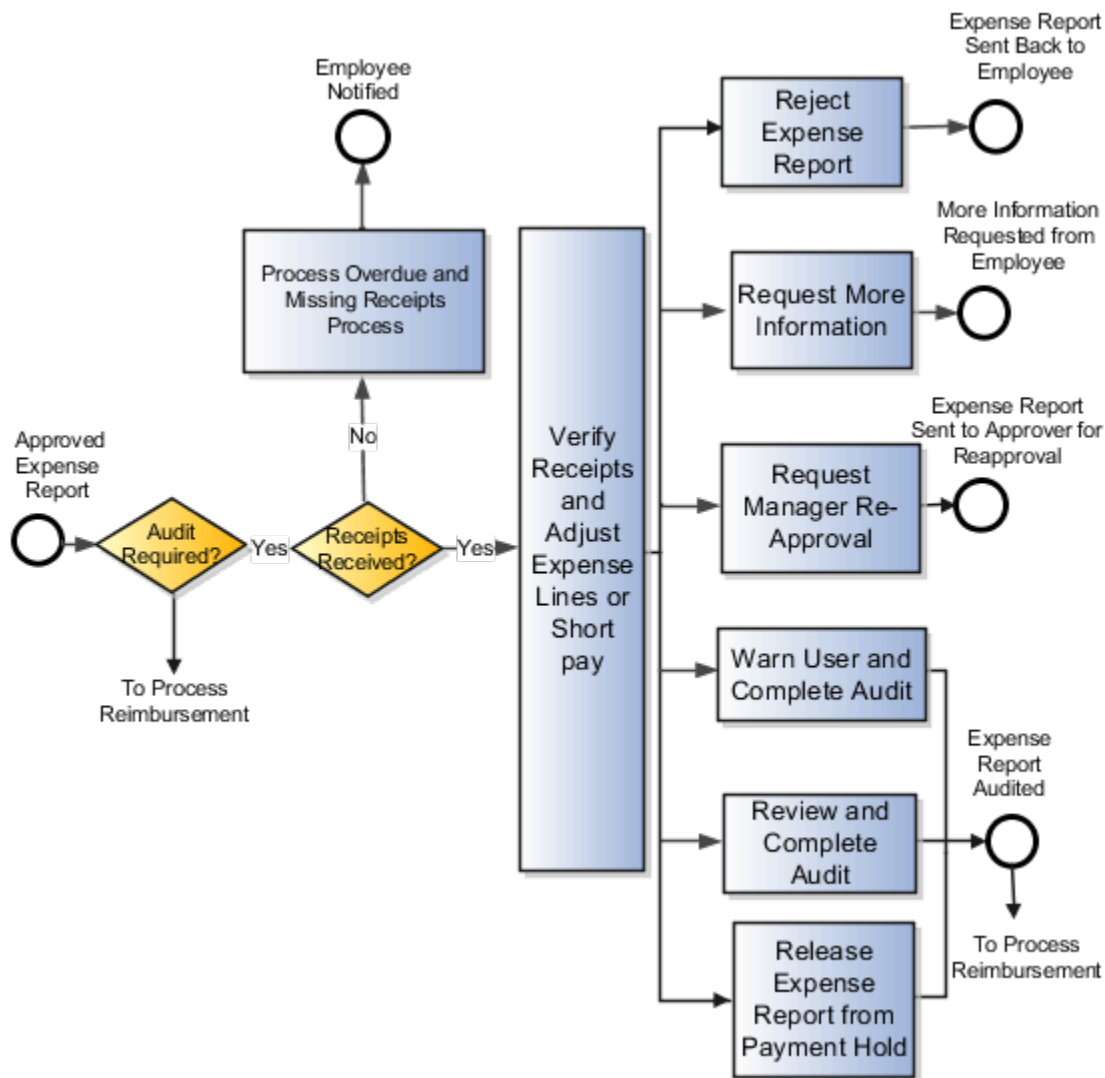 Expense Report
Sent Back to
Employee
Employee
Notified
Reject
Expense
Report
More Information
Requested from
Employee
Process Overdue and
Missing Receipts
Process
Request More
Information
Expense Report
Sent to Approver for
Reapproval
No
Approved
Expense
Report
Verify
Receipts
and
Adjust
Expense
Lines or
Short
pay
Request
Manager Re-
Approval
Audit
Required?
Yes
Receipts
Received?
Yes
To Process
Reimbursement
Warn User and
Complete Audit
Expense
Report
Audited
Review and
Complete
Audit
To Process
Reimbursement
Release
Expense
Report from
Payment Hold